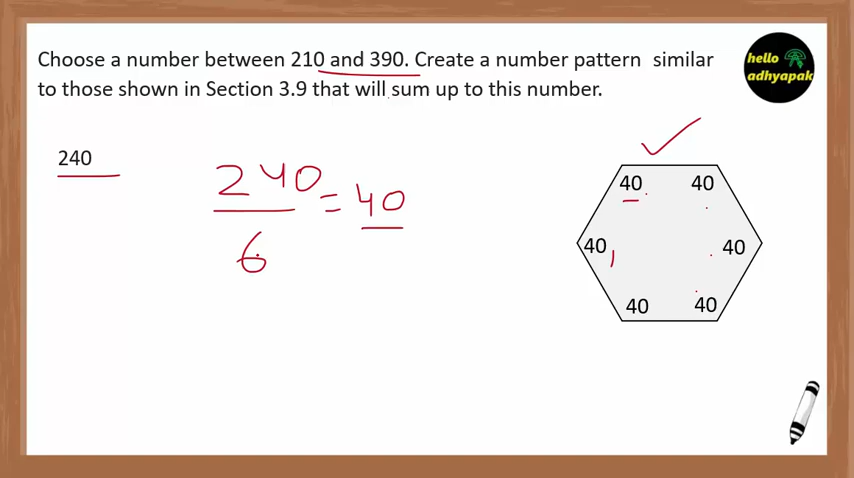 Choose a number between 210 and 390. Create a number pattern similar
to those shown in Section 3.9 that will sum up to this number.
hello
adhyapak
240
240
6
= 40
40 40
40 40
40 40